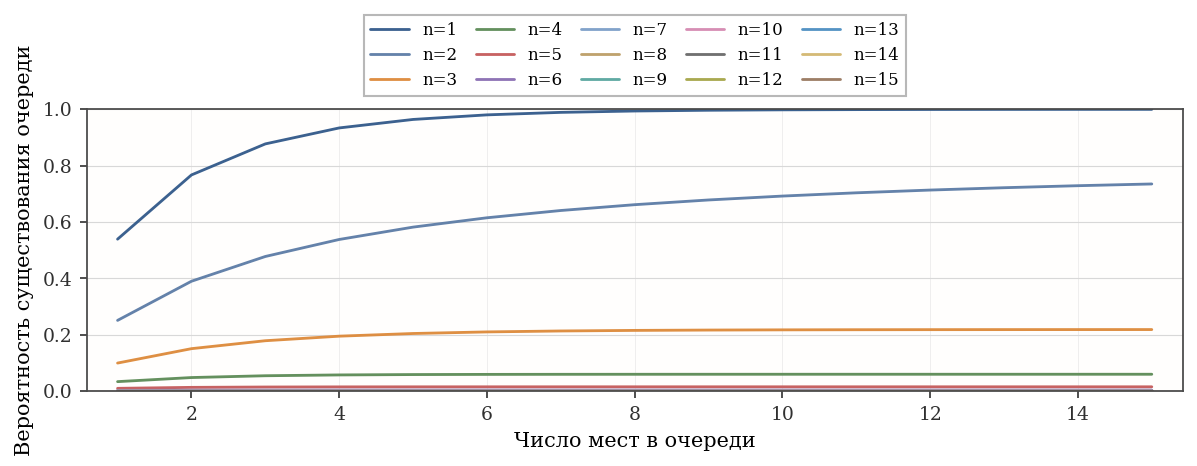 n=1 n=4 n=7 n=10 n=13
n=2 n=5 n=8 n=11 n=14
n=3 n=6 n=9 n=12 n=15
Вероятность существования очереди
1.0
0.8
0.6
0.4
0.2
0.0
2 4 6 8 10 12 14
Число мест в очереди